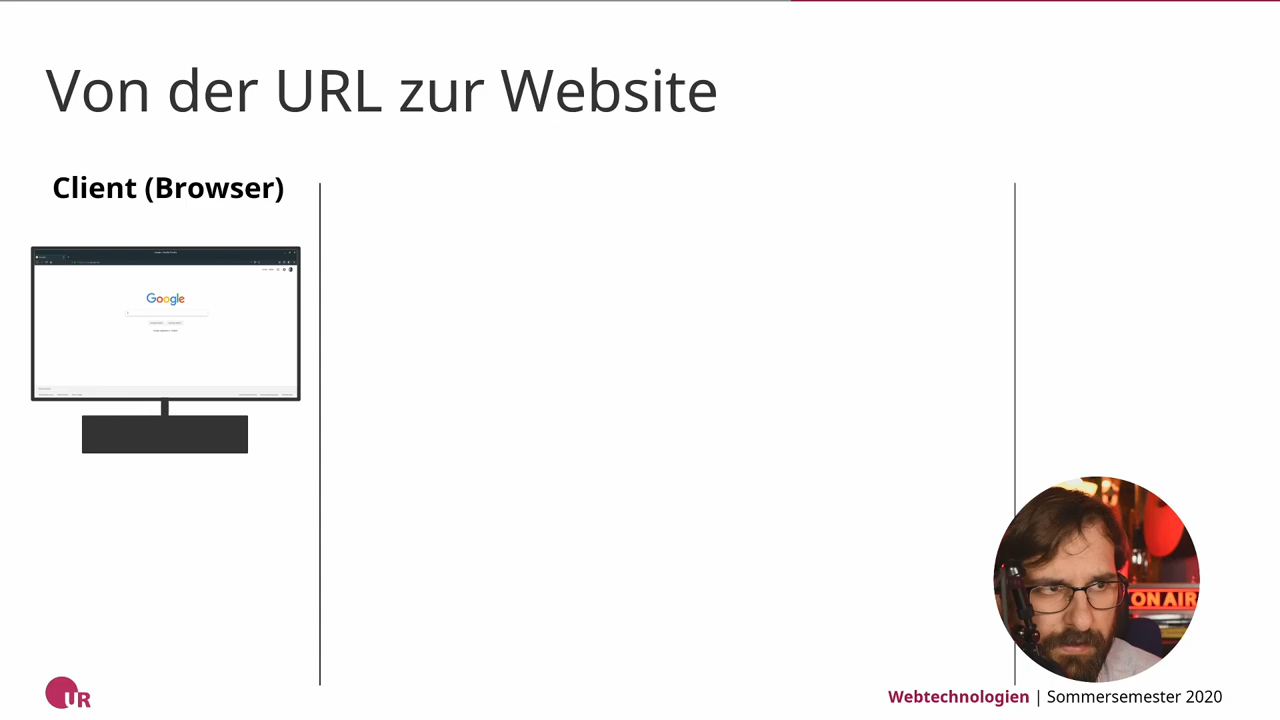 Von der URL zur Website
Client (Browser)
Google
ON AIR
UR
Webtechnologien | Sommersemester 2020